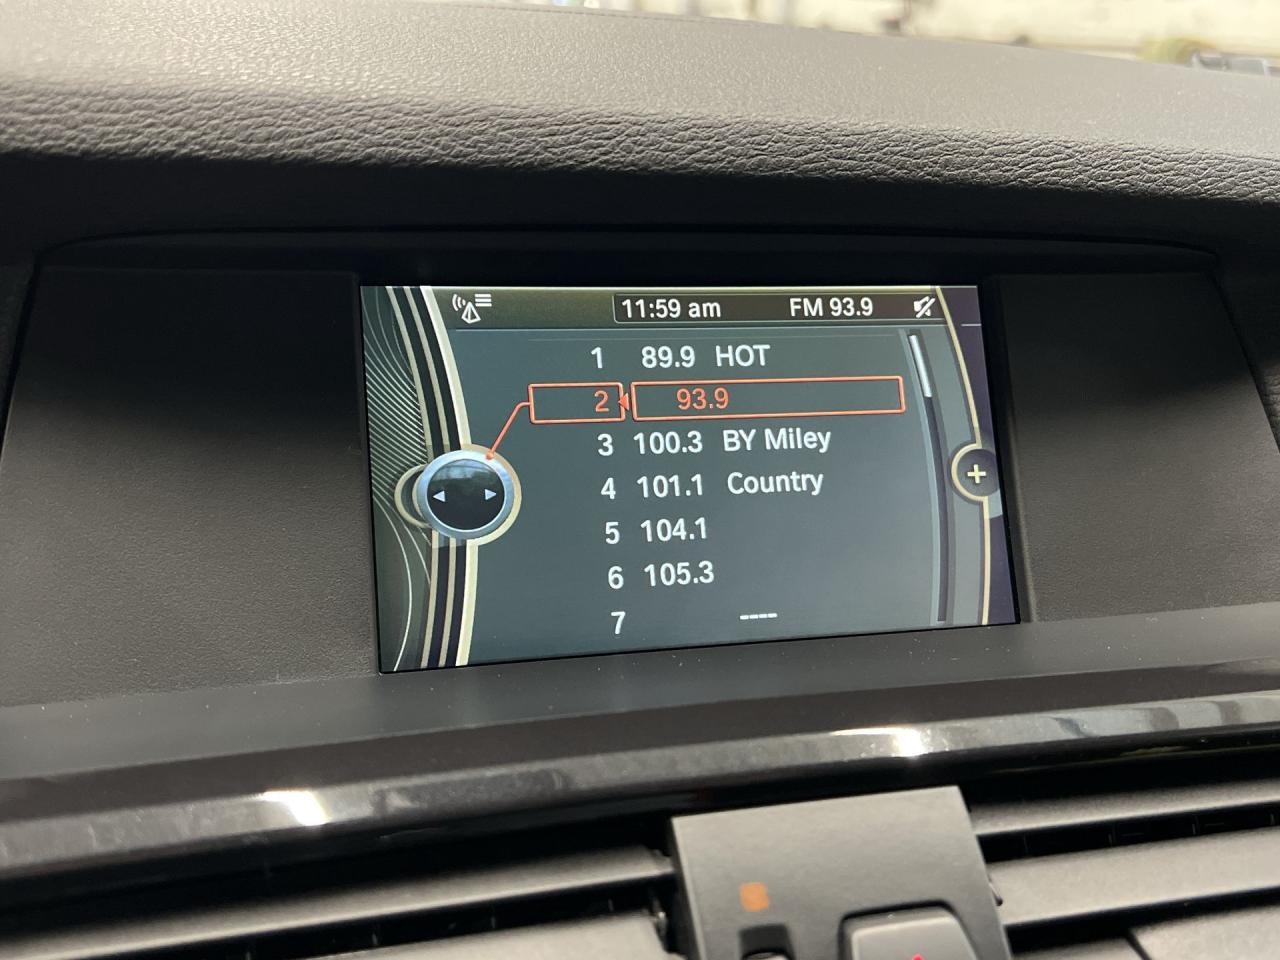 11:59 am FM 93.9
1 89.9 HOT
2 93.9
3 100.3 BY Miley
4 101.1 Country
5 104.1
6 105.3
7 ----
+